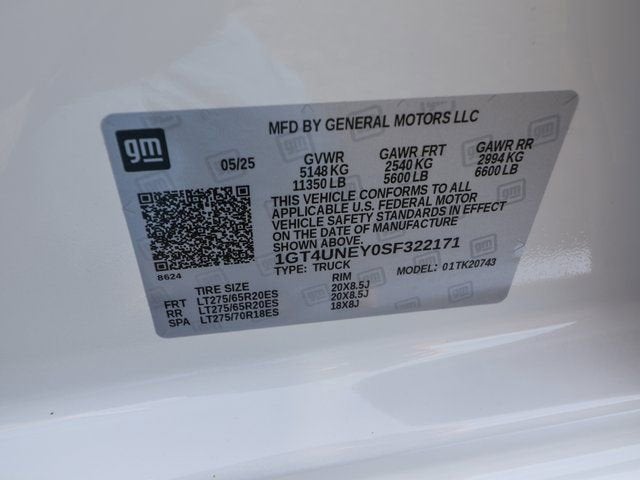 gm
MFD BY GENERAL MOTORS LLC
05/25 GVWR GAWR FRT GAWR RR
5148 KG 2540 KG 2994 KG
11350 LB 5600 LB 6600 LB
THIS VEHICLE CONFORMS TO ALL
APPLICABLE U.S. FEDERAL MOTOR
VEHICLE SAFETY STANDARDS IN EFFECT
ON THE DATE OF MANUFACTURE
SHOWN ABOVE.
1GT4UNEY0SF322171
TYPE: TRUCK MODEL: 01TK20743
8624
TIRE SIZE RIM
FRT LT275/65R20ES 20X8.5J
RR LT275/65R20ES 20X8.5J
SPA LT275/70R18ES 18X8J